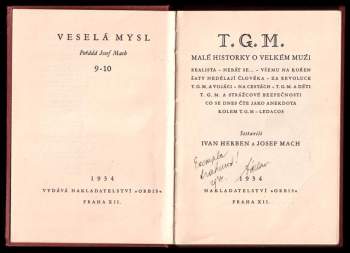 VESELÁ MYSL
Pořádá Josef Mach
9-10
1934
VYDÁVÁ NAKLADATELSTVÍ »ORBIS«
PRAHA XII.
T. G. M.
MALÉ HISTORKY O VELKÉM MUŽI
REALISTA - NEBÁT SE... - VŠEMU NA KOŘEN
ŠATY NEDĚLAJÍ ČLOVĚKA - ZA REVOLUCE
T. G. M. A VOJÁCI - NA CESTÁCH - T. G. M. A DĚTI
T. G. M. A STRÁŽCOVÉ BEZPEČNOSTI
CO SE DNES ČTE JAKO ANEKDOTA
KOLEM T. G. M. - LEDACOS
Sestavili
IVAN HERBEN a JOSEF MACH
1934
NAKLADATELSTVÍ »ORBIS«
PRAHA XII.